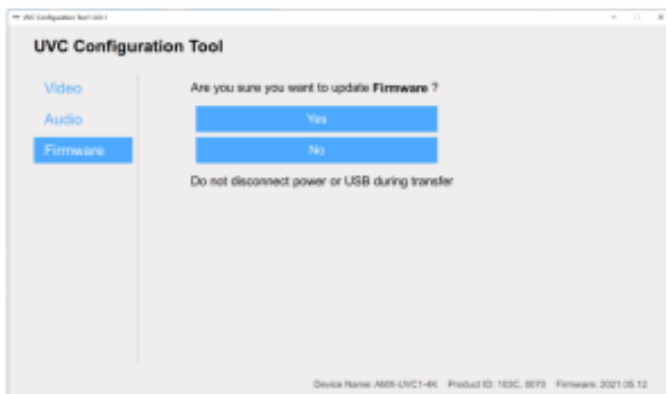 UVC Configuration Tool
Video
Audio
Firmware
Are you sure you want to update Firmware ?
Yes
No
Do not disconnect power or USB during transfer
Device Name: AMX-UVC1-4K Product ID: 103C, 0070 Firmware: 2021.05.12